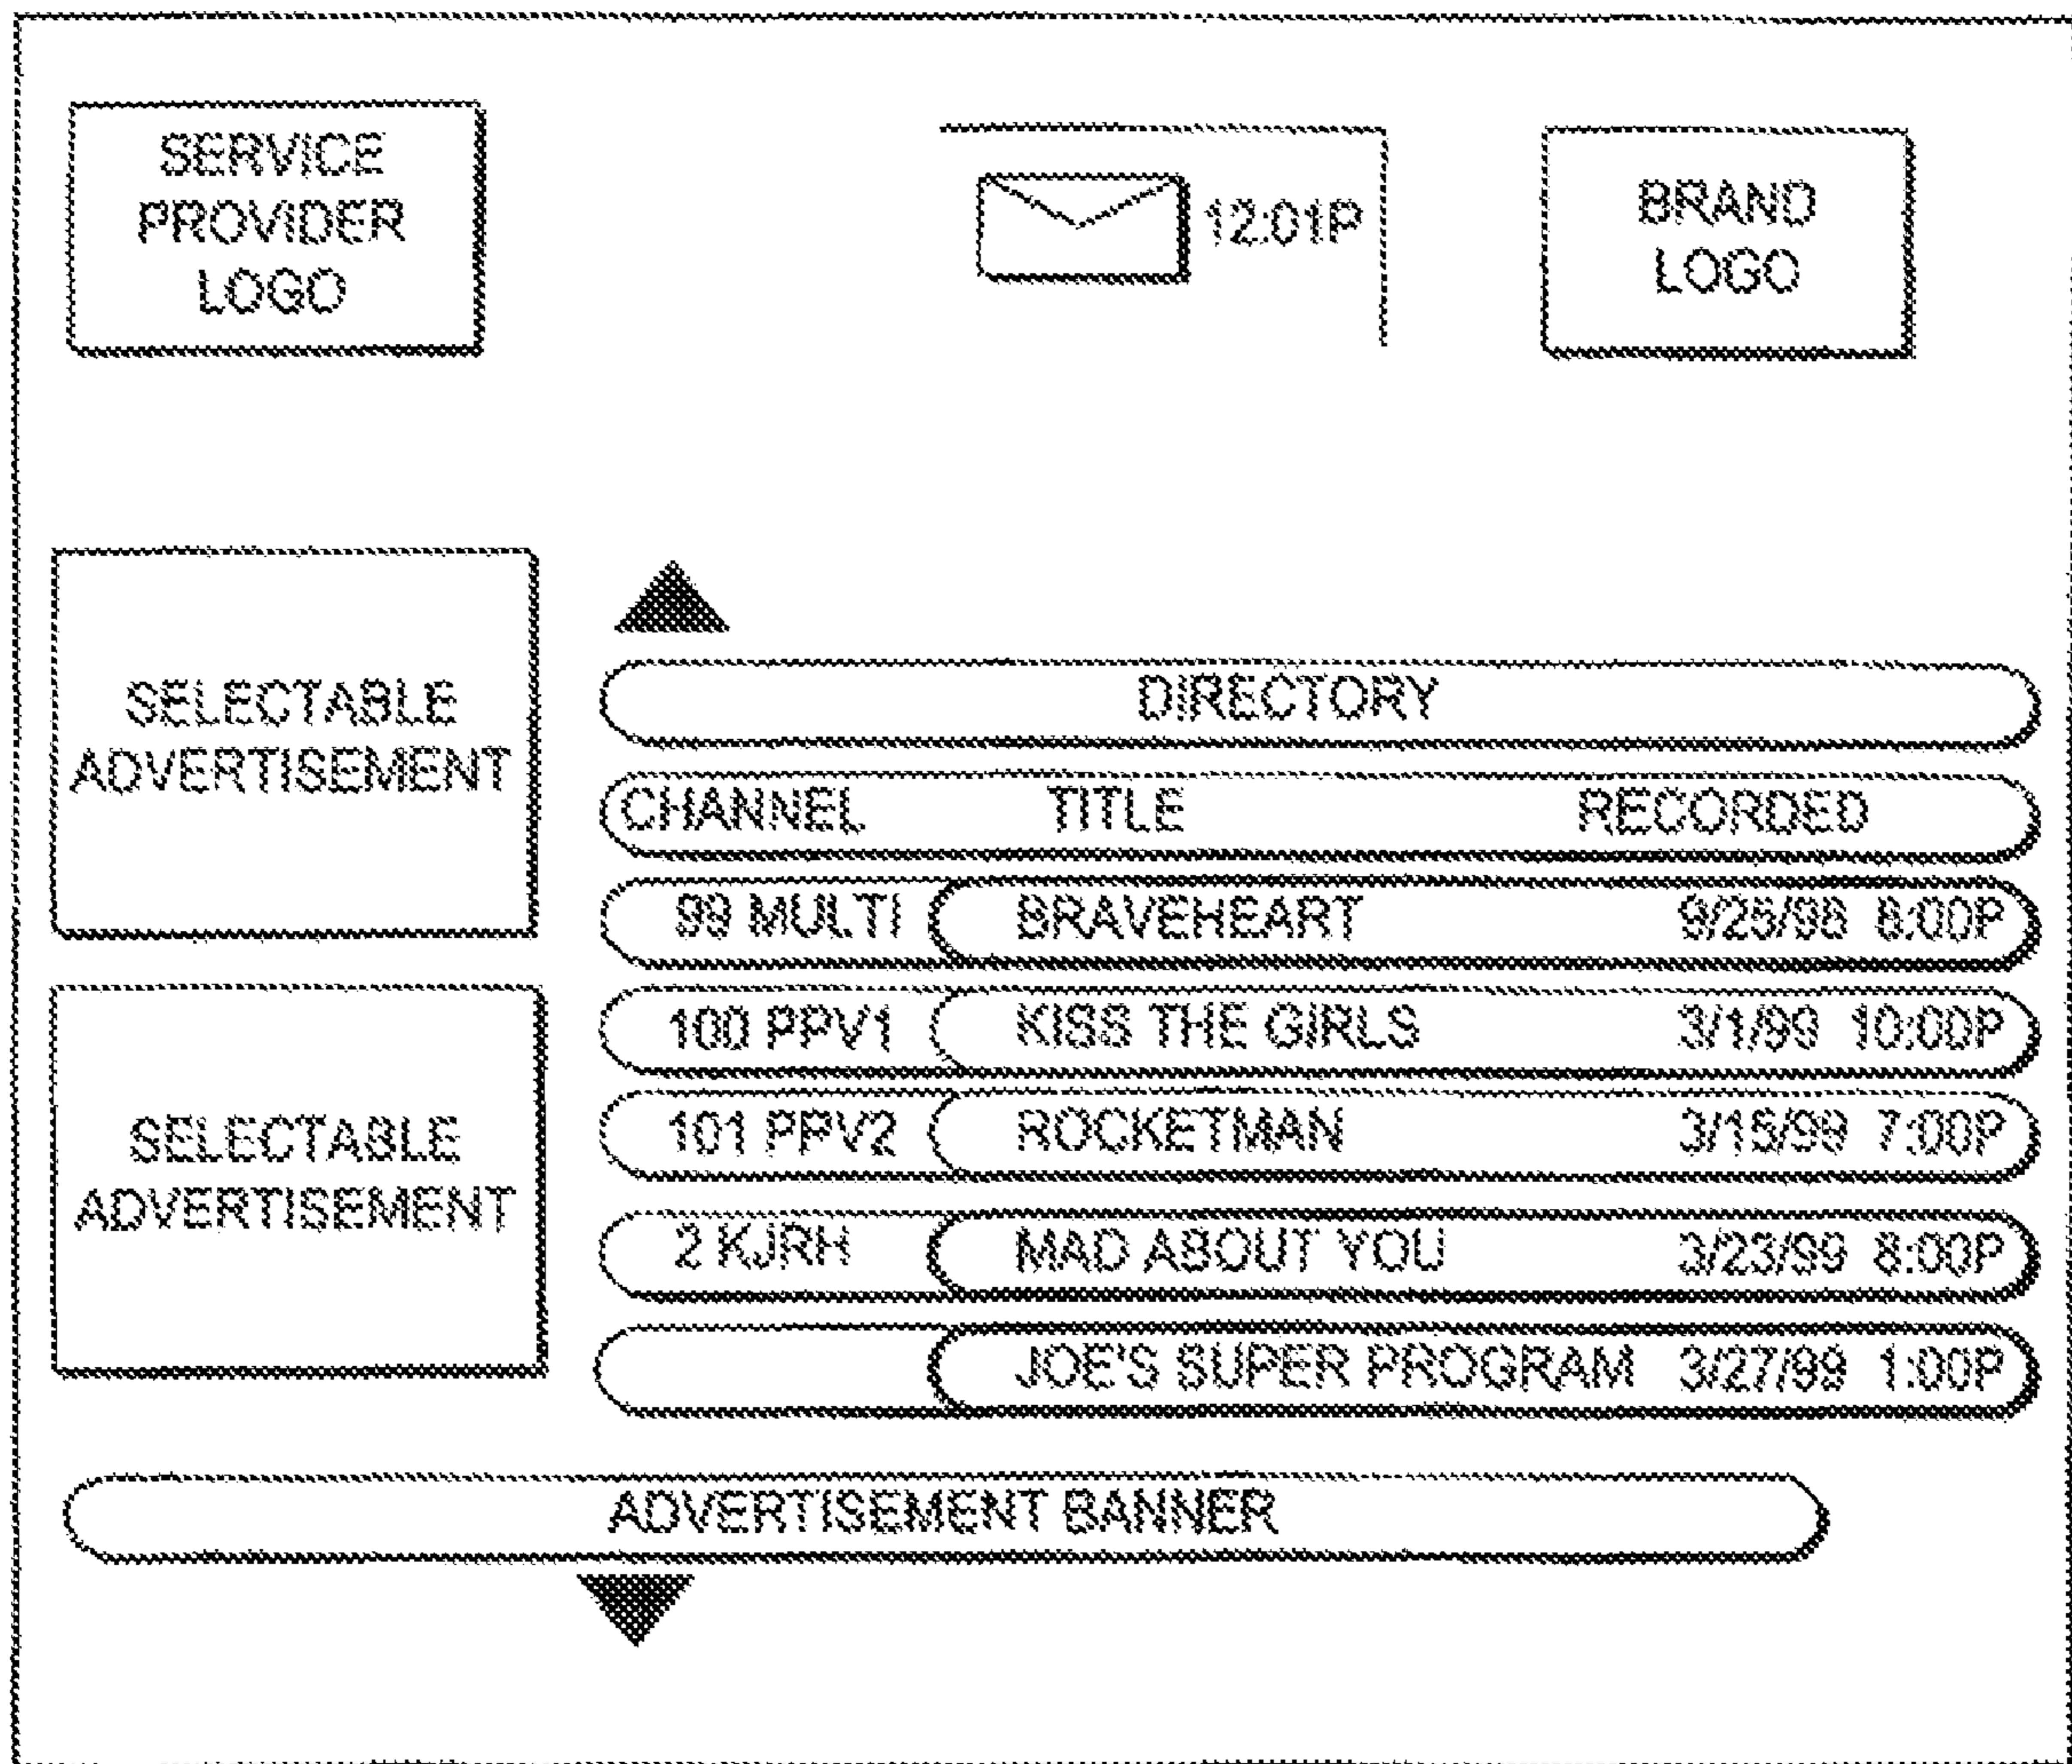 SERVICE
PROVIDER
LOGO
12:01P
BRAND
LOGO
SELECTABLE
ADVERTISEMENT
DIRECTORY
CHANNEL TITLE RECORDED
99 MULTI BRAVEHEART 9/25/98 8:00P
100 PPV1 KISS THE GIRLS 3/1/99 10:00P
101 PPV2 ROCKETMAN 3/15/99 7:00P
2 KJRH MAD ABOUT YOU 3/23/99 8:00P
JOE'S SUPER PROGRAM 3/27/99 1:00P
SELECTABLE
ADVERTISEMENT
ADVERTISEMENT BANNER